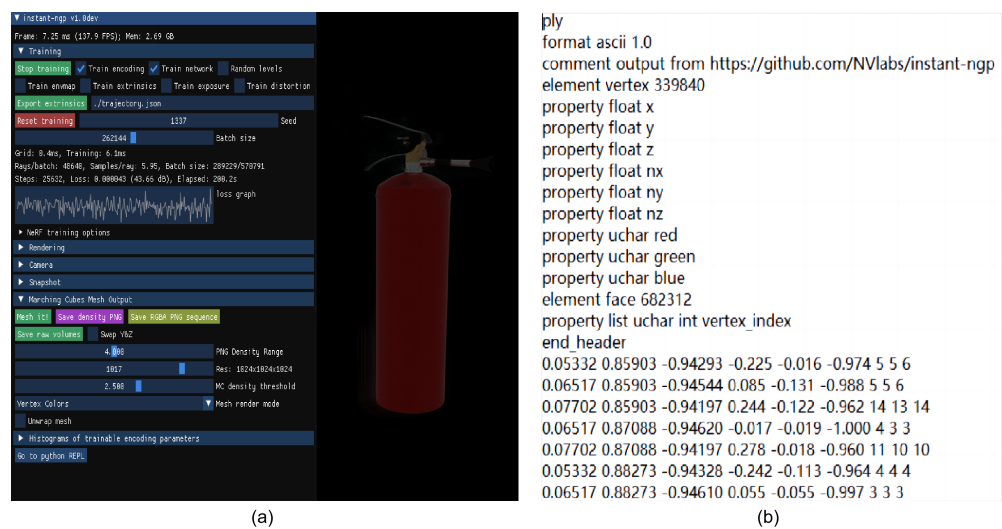 instant-ngp v1.0dev
Frame: 7.25 ms (137.9 FPS); Mem: 2.69 GB
Training
Stop training Train encoding Train network Random levels
Train envmap Train extrinsics Train exposure Train distortion
Export extrinsics ./trajectory.json
Reset training 1337 Seed
262144 Batch size
Grid: 8.4ms, Training: 6.1ms
Rays/batch: 48648, Samples/ray: 5.95, Batch size: 289229/578791
Steps: 25632, Loss: 0.000043 (43.66 dB), Elapsed: 200.2s
loss graph
NeRF training options
Rendering
Camera
Snapshot
Marching Cubes Mesh Output
Mesh it! Save density PNG Save RGBA PNG sequence
Save raw volumes Swap Y&Z
4.000 PNG Density Range
1017 Res: 1024x1024x1024
2.500 MC density threshold
Vertex Colors Mesh render mode
Unwrap mesh
Histograms of trainable encoding parameters
Go to python REPL
(a)
ply
format ascii 1.0
comment output from https://github.com/NVlabs/instant-ngp
element vertex 339840
property float x
property float y
property float z
property float nx
property float ny
property float nz
property uchar red
property uchar green
property uchar blue
element face 682312
property list uchar int vertex_index
end_header
0.05332 0.85903 -0.94293 -0.225 -0.016 -0.974 5 5 6
0.06517 0.85903 -0.94544 0.085 -0.131 -0.988 5 5 6
0.07702 0.85903 -0.94197 0.244 -0.122 -0.962 14 13 14
0.06517 0.87088 -0.94620 -0.017 -0.019 -1.000 4 3 3
0.07702 0.87088 -0.94197 0.278 -0.018 -0.960 11 10 10
0.05332 0.88273 -0.94328 -0.242 -0.113 -0.964 4 4 4
0.06517 0.88273 -0.94610 0.055 -0.055 -0.997 3 3 3
(b)